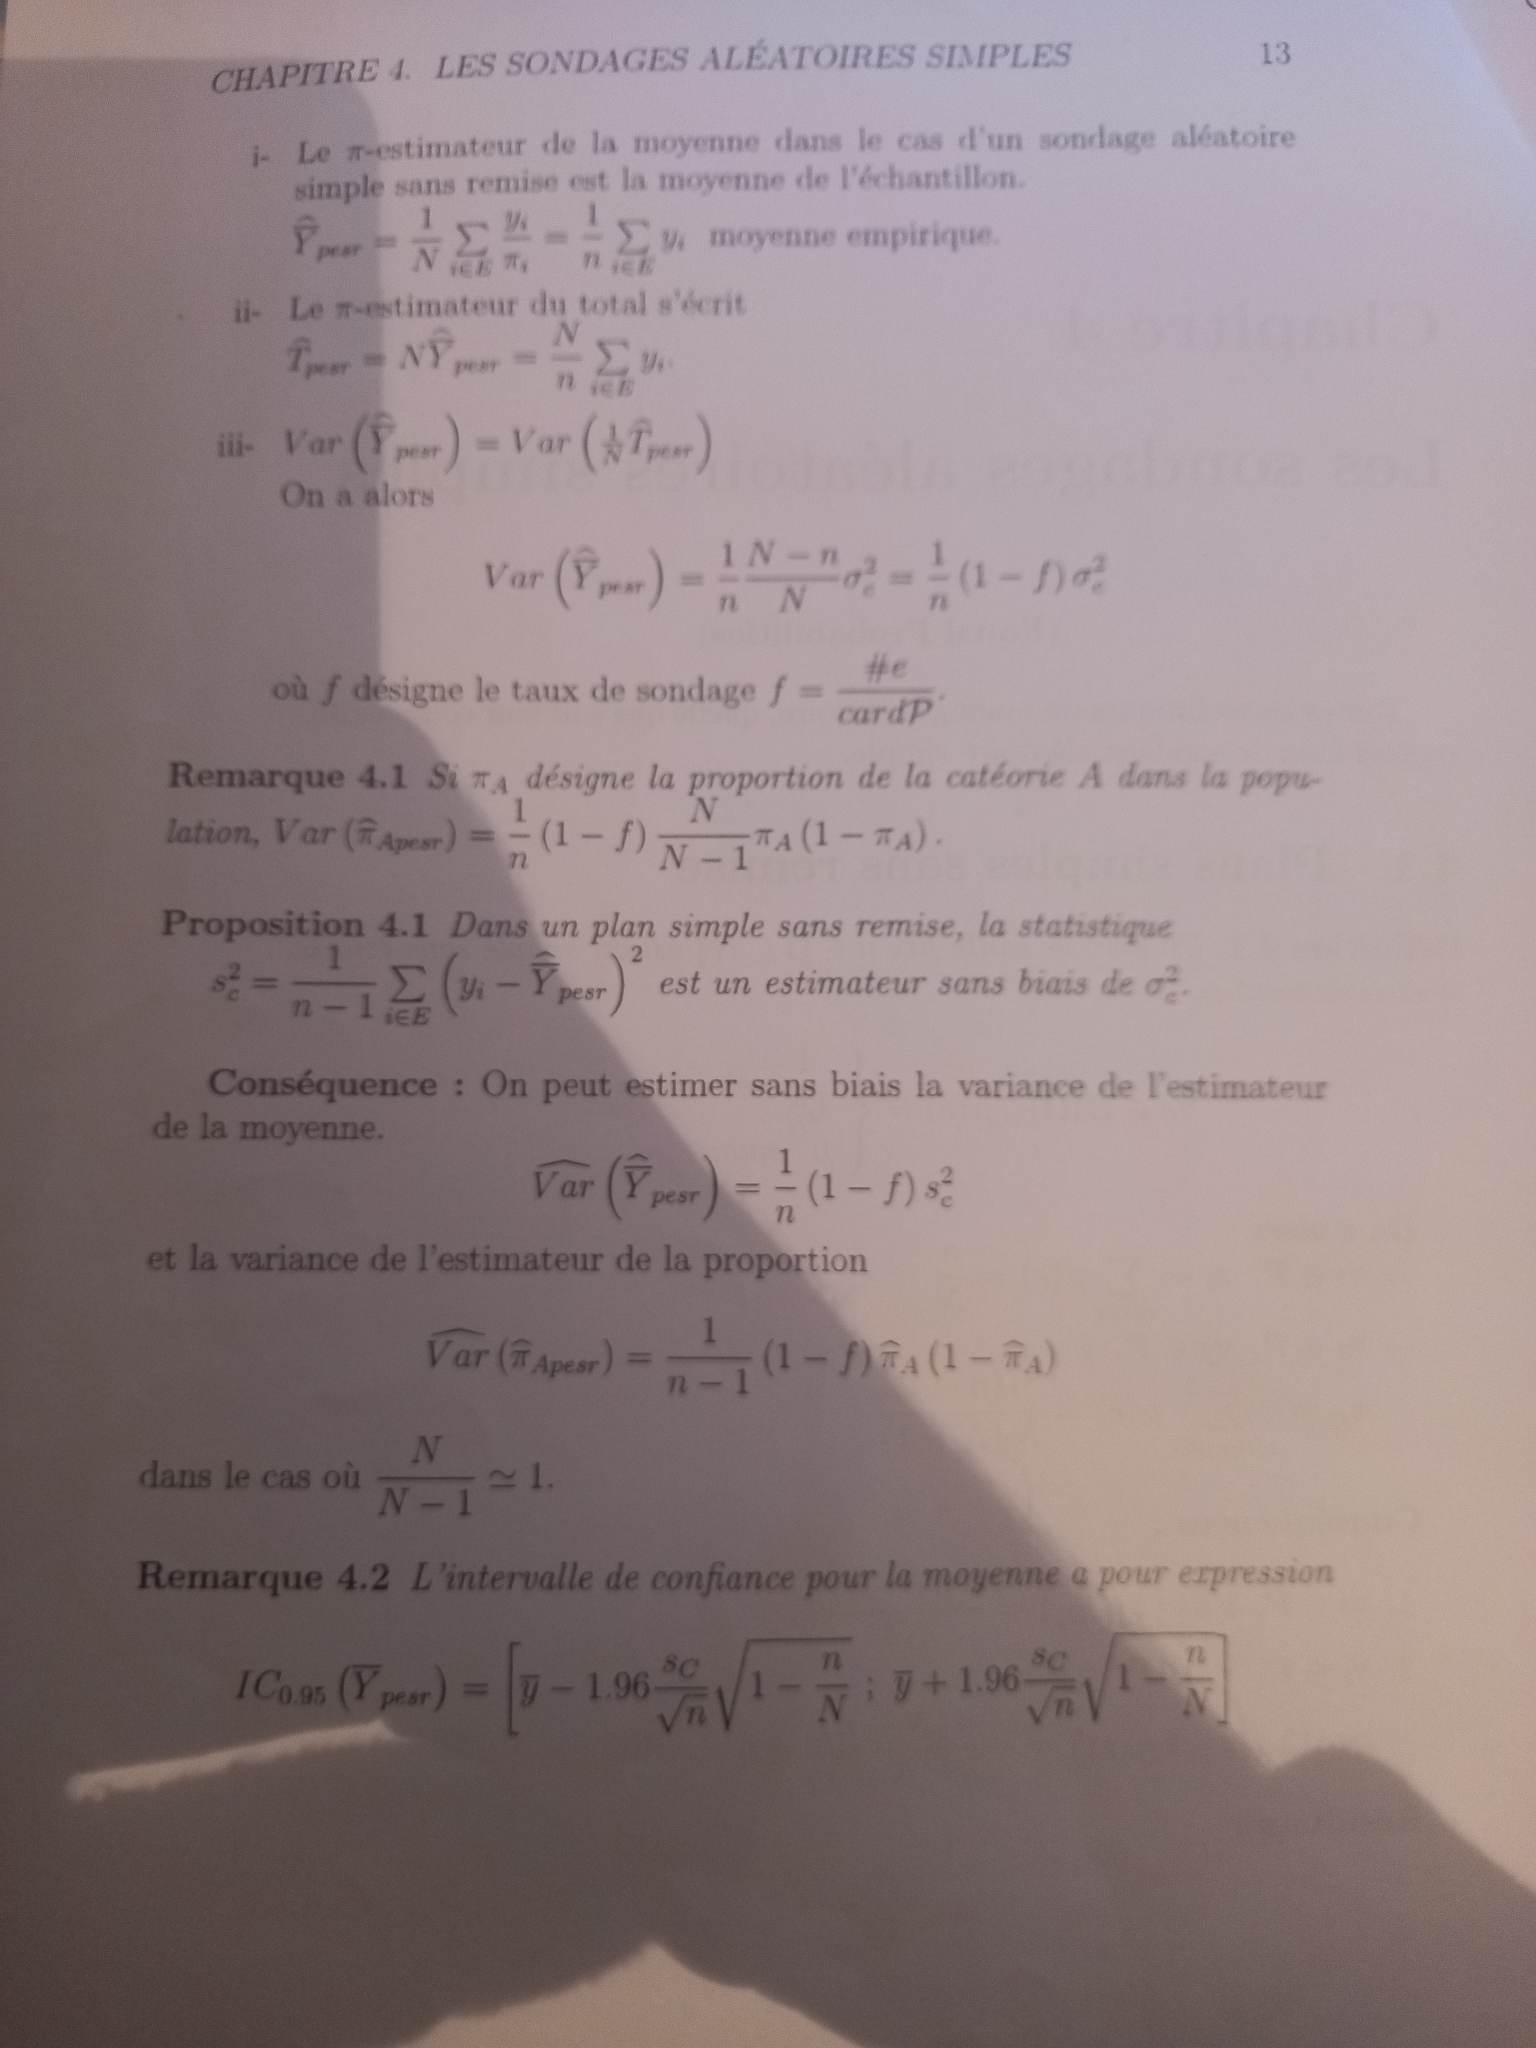 CHAPITRE 4. LES SONDAGES ALÉATOIRES SIMPLES 13
i- Le π-estimateur de la moyenne dans le cas d'un sondage aléatoire
simple sans remise est la moyenne de l'échantillon.
$\widehat{\overline{Y}}_{pesr} = \frac{1}{N} \sum_{i \in E} \frac{y_i}{\pi_i} = \frac{1}{n} \sum_{i \in E} y_i$ moyenne empirique.
ii- Le π-estimateur du total s'écrit
$\widehat{T}_{pesr} = N\widehat{\overline{Y}}_{pesr} = \frac{N}{n} \sum_{i \in E} y_i.$
iii- $Var\left(\widehat{\overline{Y}}_{pesr}\right) = Var\left(\frac{1}{N}\widehat{T}_{pesr}\right)$
On a alors
$Var\left(\widehat{\overline{Y}}_{pesr}\right) = \frac{1}{n}\frac{N-n}{N}\sigma_c^2 = \frac{1}{n}(1-f)\sigma_c^2$
où f désigne le taux de sondage $f = \frac{\#e}{cardP}.$
Remarque 4.1 Si $\pi_A$ désigne la proportion de la catéorie A dans la popu-
lation, $Var(\widehat{\pi}_{Apesr}) = \frac{1}{n}(1-f)\frac{N}{N-1}\pi_A(1-\pi_A).$
Proposition 4.1 Dans un plan simple sans remise, la statistique
$s_c^2 = \frac{1}{n-1}\sum_{i \in E}\left(y_i - \widehat{\overline{Y}}_{pesr}\right)^2$ est un estimateur sans biais de $\sigma_c^2.$
Conséquence : On peut estimer sans biais la variance de l'estimateur
de la moyenne.
$\widehat{Var}\left(\widehat{\overline{Y}}_{pesr}\right) = \frac{1}{n}(1-f)s_c^2$
et la variance de l'estimateur de la proportion
$\widehat{Var}(\widehat{\pi}_{Apesr}) = \frac{1}{n-1}(1-f)\widehat{\pi}_A(1-\widehat{\pi}_A)$
dans le cas où $\frac{N}{N-1} \simeq 1.$
Remarque 4.2 L'intervalle de confiance pour la moyenne a pour expression
$IC_{0.95}\left(\overline{Y}_{pesr}\right) = \left[\overline{y} - 1.96\frac{s_C}{\sqrt{n}}\sqrt{1-\frac{n}{N}} \; ; \; \overline{y} + 1.96\frac{s_C}{\sqrt{n}}\sqrt{1-\frac{n}{N}}\right]$